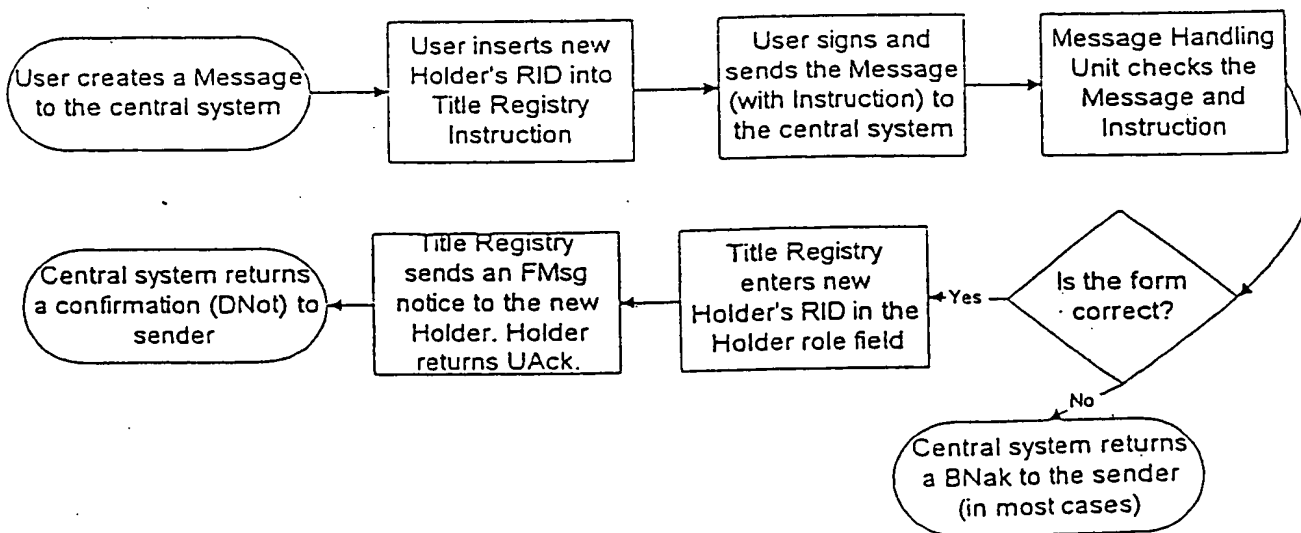 User creates a Message
to the central system
User inserts new
Holder's RID into
Title Registry
Instruction
User signs and
sends the Message
(with Instruction) to
the central system
Message Handling
Unit checks the
Message and
Instruction
Is the form
correct?
Yes
Title Registry
enters new
Holder's RID in the
Holder role field
Title Registry
sends an FMsg
notice to the new
Holder. Holder
returns UAck.
Central system returns
a confirmation (DNot) to
sender
No
Central system returns
a BNak to the sender
(in most cases)